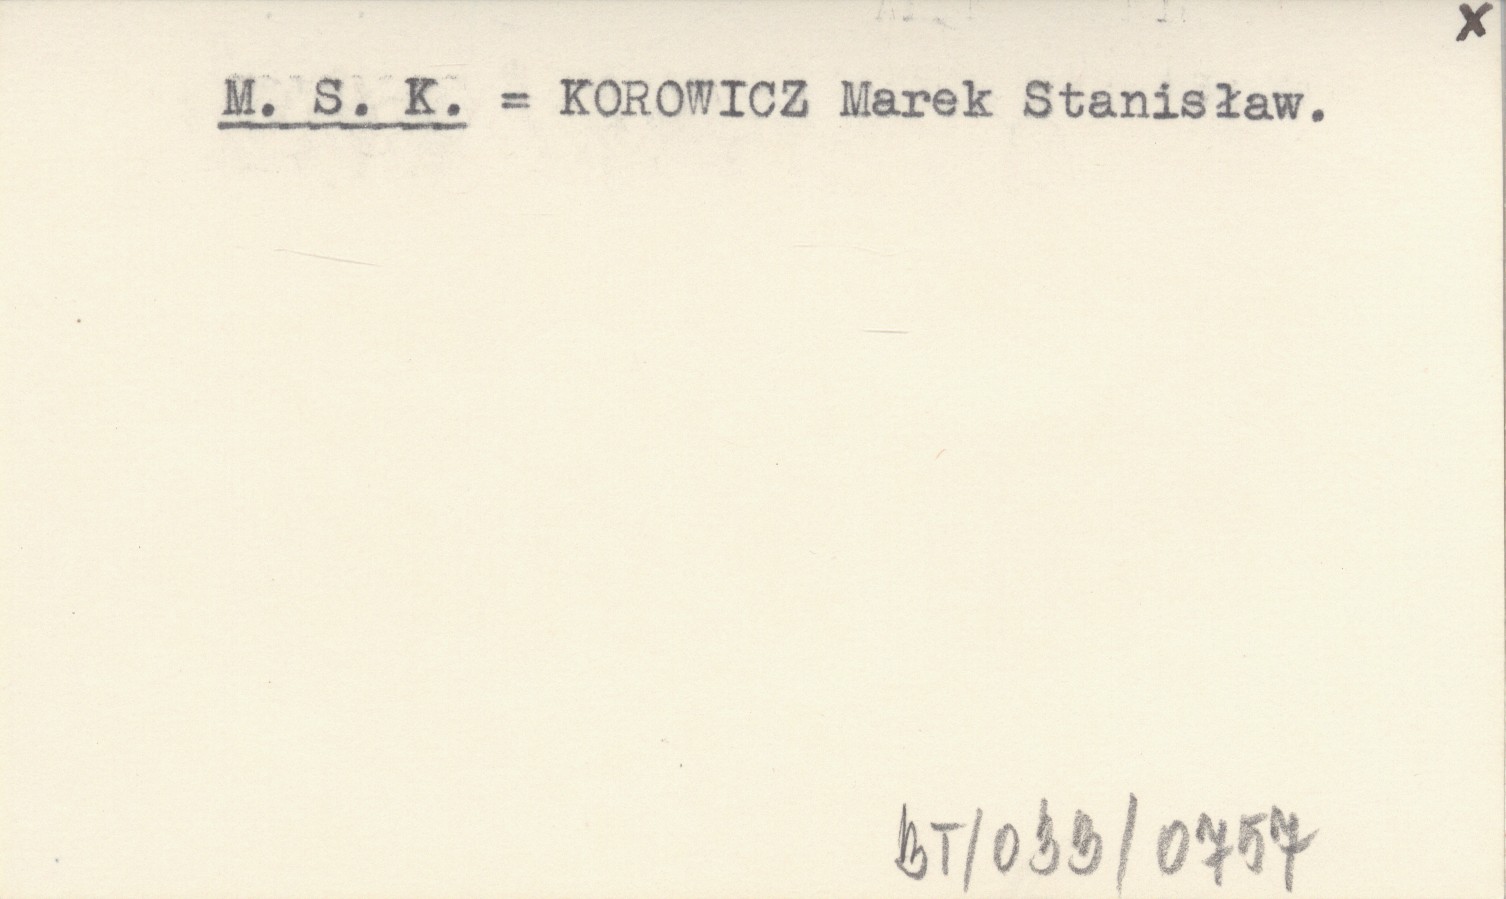 x
M. S. K. = KOROWICZ Marek Stanisław.
BT/033/0757